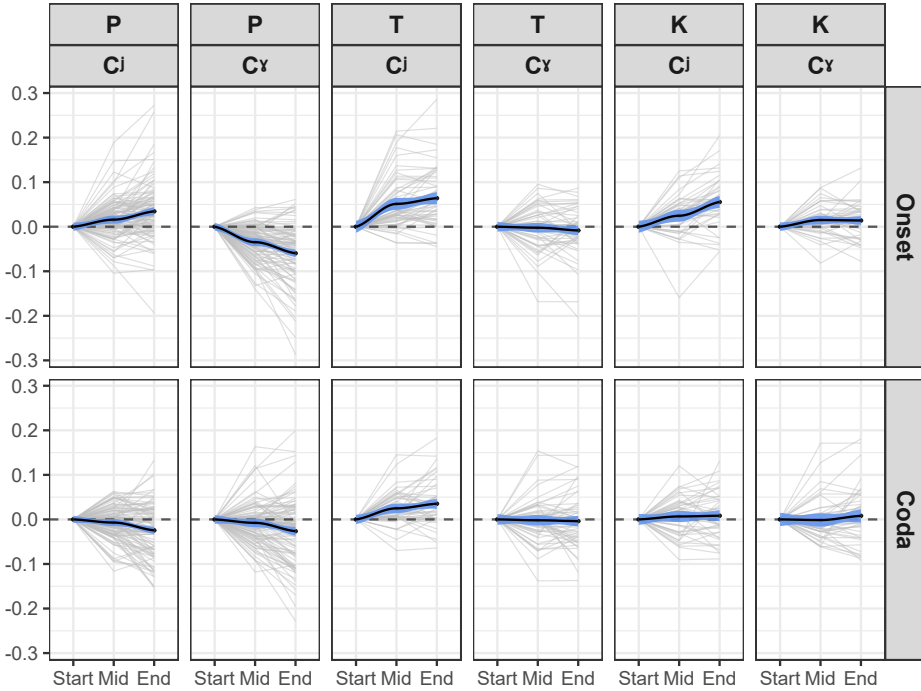 P P T T K K
Cʲ Cˠ Cʲ Cˠ Cʲ Cˠ
0.3
0.2
0.1
0.0
-0.1
-0.2
-0.3
Onset
0.3
0.2
0.1
0.0
-0.1
-0.2
-0.3
Coda
Start Mid End Start Mid End Start Mid End Start Mid End Start Mid End Start Mid End